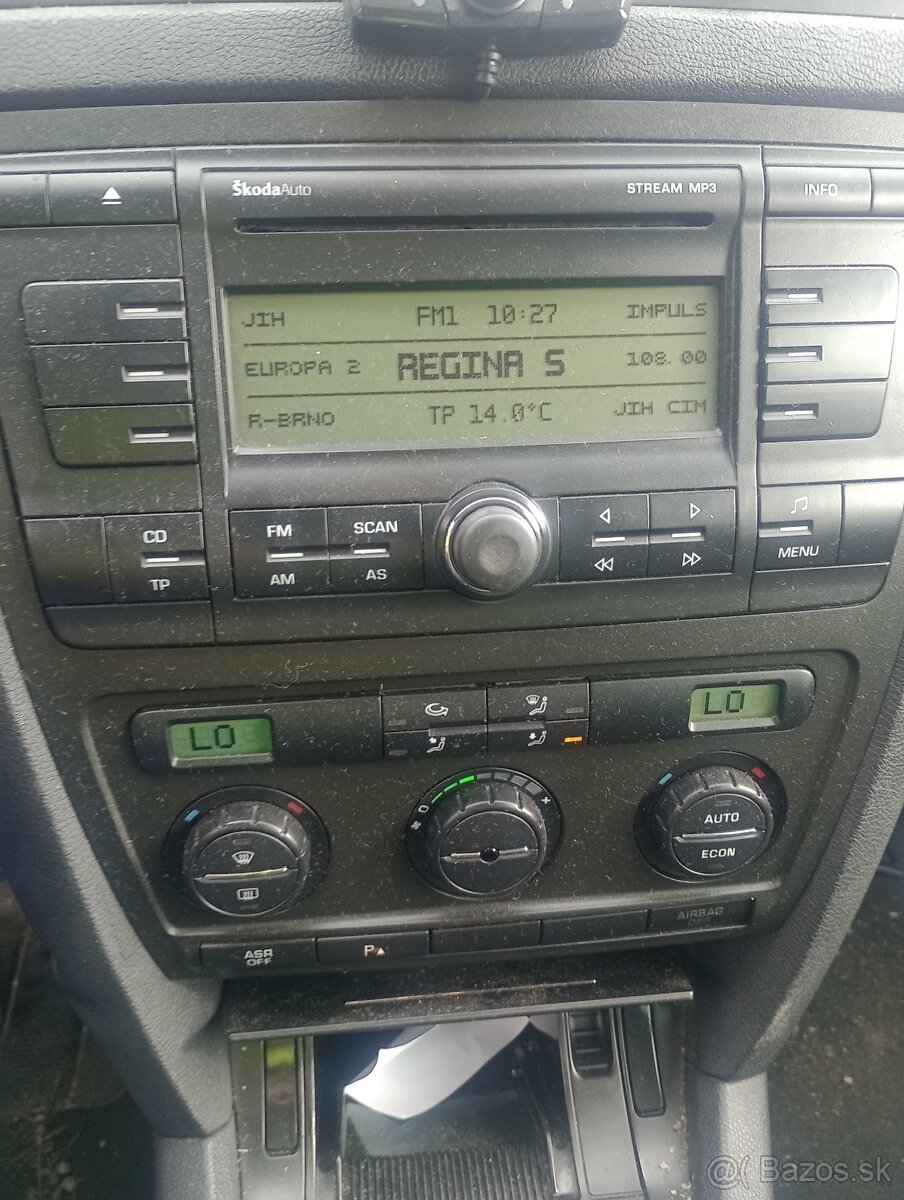 ŠkodaAuto STREAM MP3 INFO
JIH FM1 10:27 IMPULS
EUROPA 2 REGINA S 108.00
R-BRNO TP 14.0°C JIH CIM
CD FM SCAN
TP AM AS MENU
LO LO
AUTO
ECON
ASR OFF P AIRBAG OFF
@( Bazos.sk